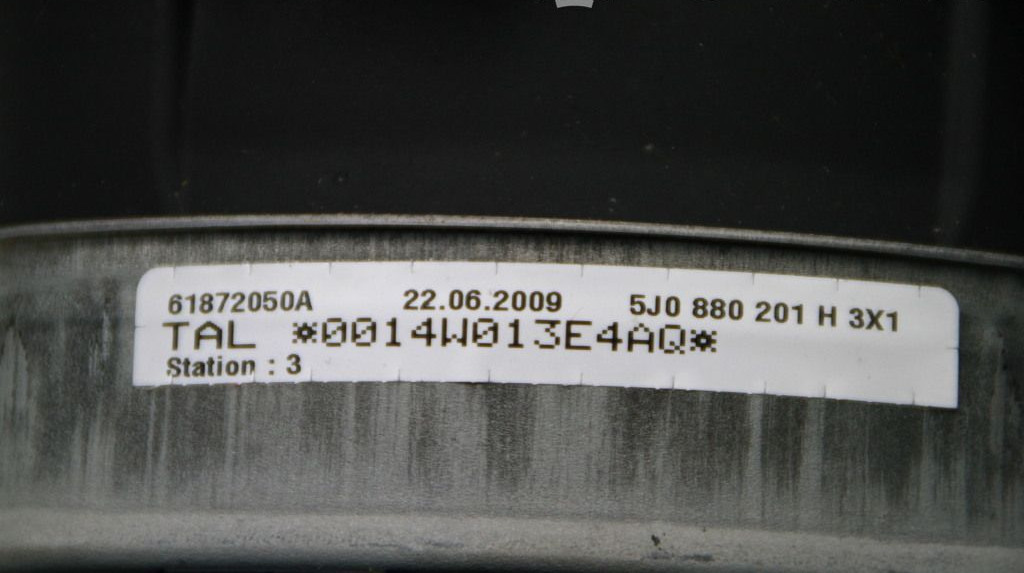 61872050A 22.06.2009 5J0 880 201 H 3X1
TAL *0014W013E4AQ*
Station : 3